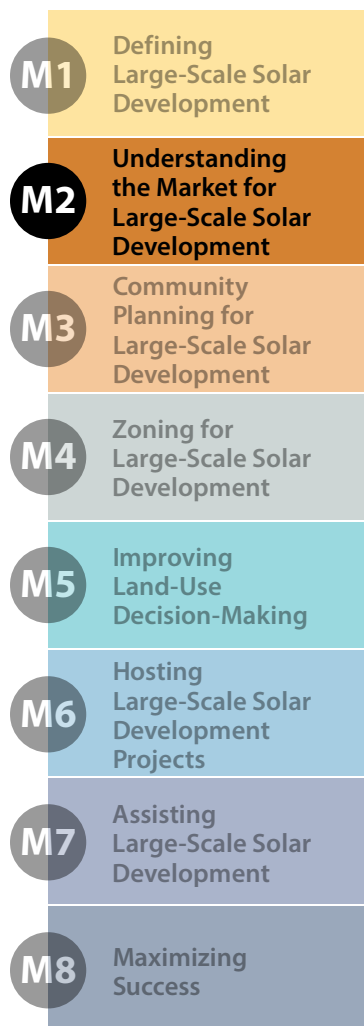 M1
Defining
Large-Scale Solar
Development
M2
Understanding
the Market for
Large-Scale Solar
Development
M3
Community
Planning for
Large-Scale Solar
Development
M4
Zoning for
Large-Scale Solar
Development
M5
Improving
Land-Use
Decision-Making
M6
Hosting
Large-Scale Solar
Development
Projects
M7
Assisting
Large-Scale Solar
Development
M8
Maximizing
Success